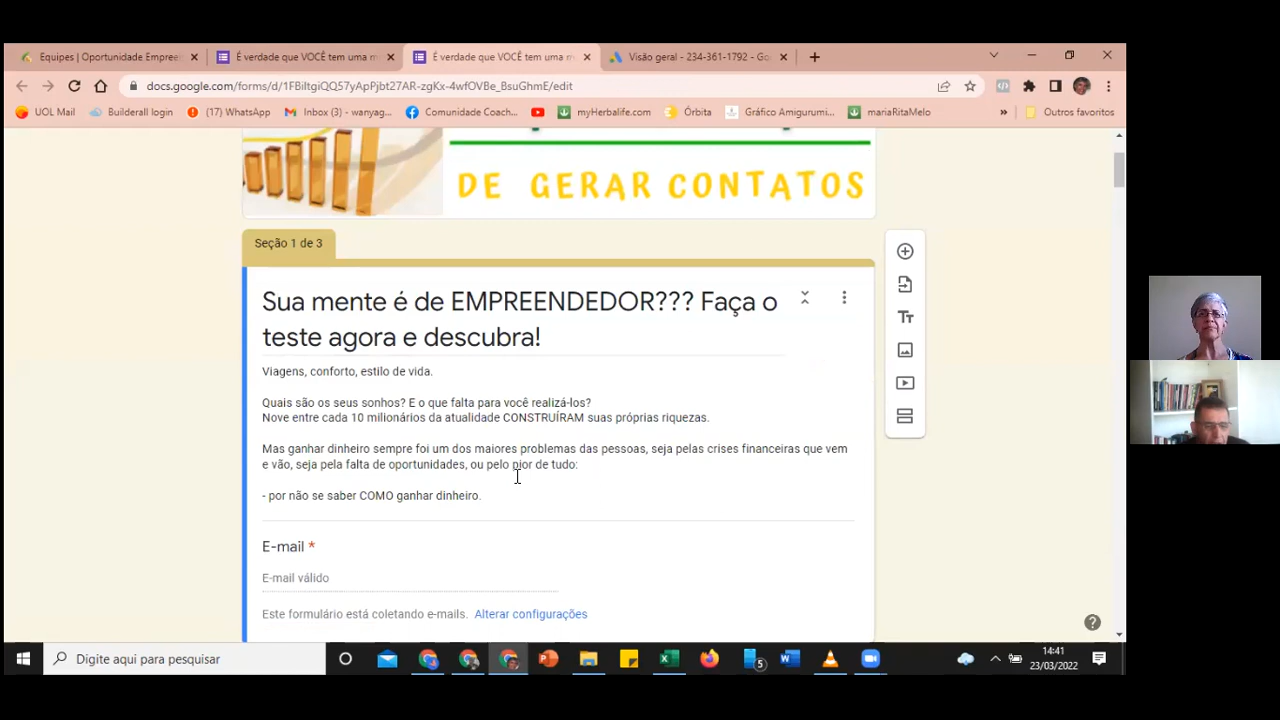 Equipes | Oportunidade Empreen
É verdade que VOCÊ tem uma m
É verdade que VOCÊ tem uma m
Visão geral - 234-361-1792 - Go
docs.google.com/forms/d/1FBiltgiQQ57yApPjbt27AR-zgKx-4wfOVBe_BsuGhmE/edit
UOL Mail
Builderall login
(17) WhatsApp
Inbox (3) - wanyag...
Comunidade Coach...
myHerbalife.com
Órbita
Gráfico Amigurumi...
mariaRitaMelo
»
Outros favoritos
DE GERAR CONTATOS
Seção 1 de 3
Sua mente é de EMPREENDEDOR??? Faça o
teste agora e descubra!
Viagens, conforto, estilo de vida.
Quais são os seus sonhos? E o que falta para você realizá-los?
Nove entre cada 10 milionários da atualidade CONSTRUÍRAM suas próprias riquezas.
Mas ganhar dinheiro sempre foi um dos maiores problemas das pessoas, seja pelas crises financeiras que vem
e vão, seja pela falta de oportunidades, ou pelo pior de tudo:
- por não se saber COMO ganhar dinheiro.
E-mail *
E-mail válido
Este formulário está coletando e-mails. Alterar configurações
Tт
Digite aqui para pesquisar
5
14:41
23/03/2022